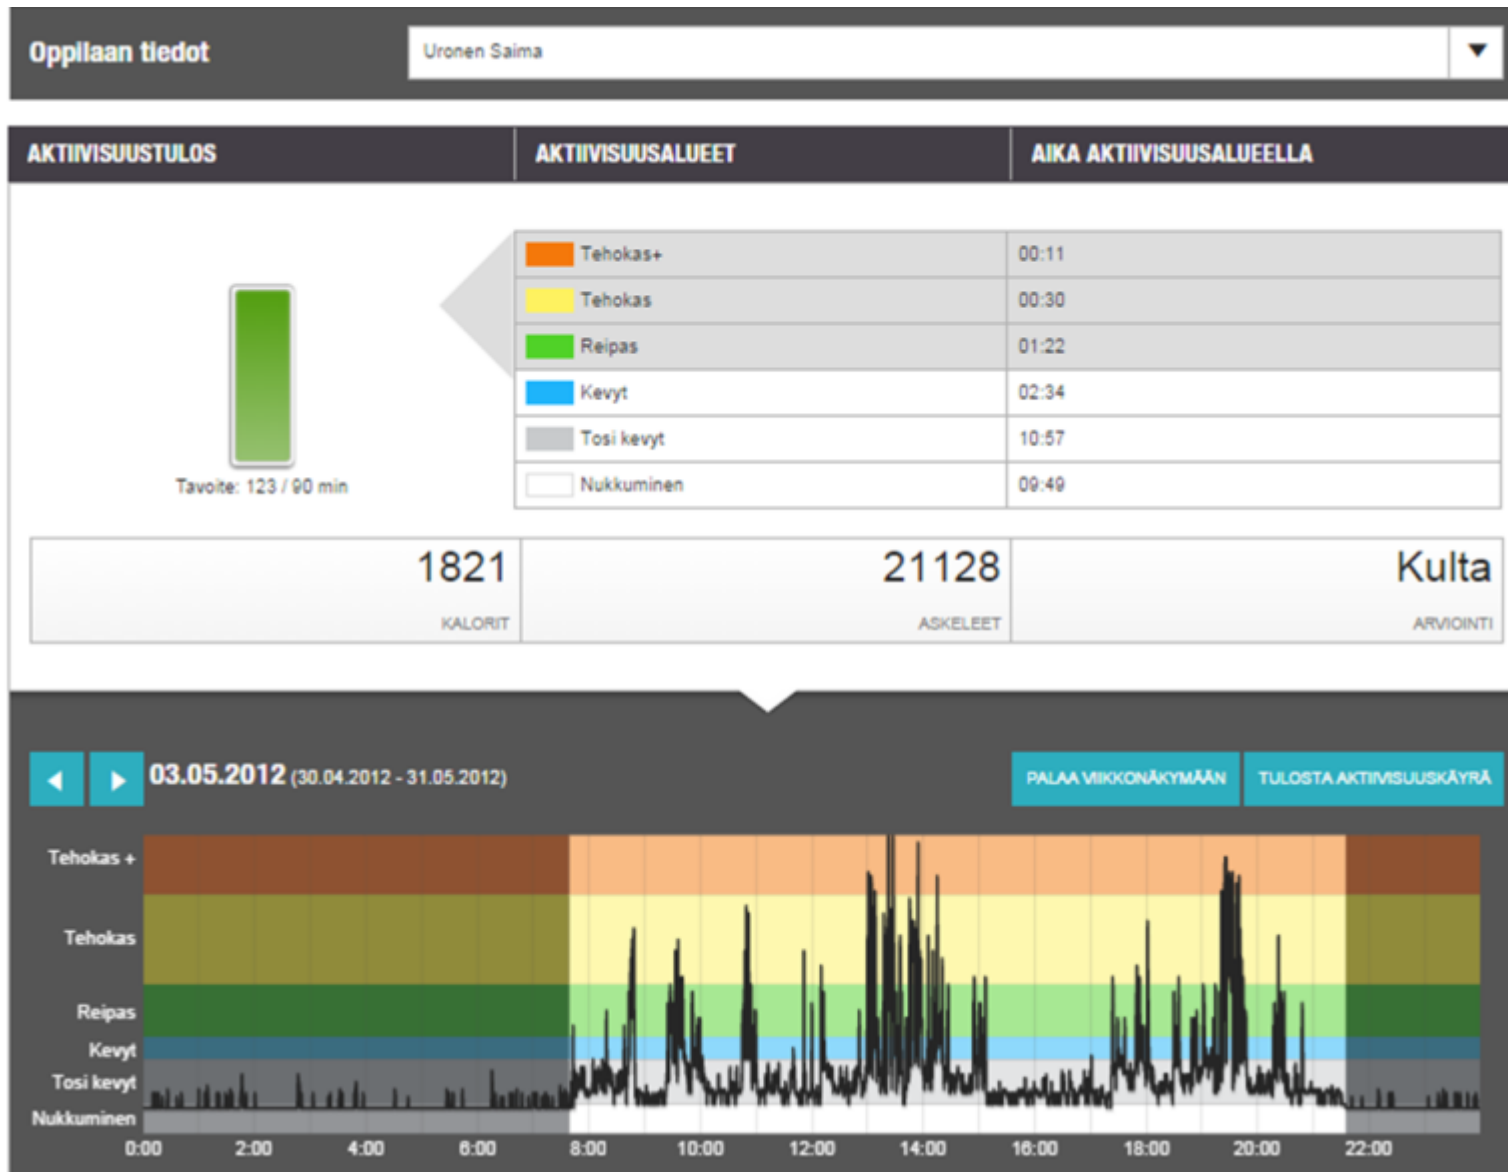 Oppilaan tiedot
Uronen Saima
AKTIIVISUUSTULOS
AKTIIVISUUSALUEET
AIKA AKTIIVISUUSALUEELLA
Tehokas+ 00:11
Tehokas 00:30
Reipas 01:22
Kevyt 02:34
Tosi kevyt 10:57
Nukkuminen 09:49
Tavoite: 123 / 90 min
1821
KALORIT
21128
ASKELEET
Kulta
ARVIOINTI
03.05.2012 (30.04.2012 - 31.05.2012)
PALAA VIIKKONÄKYMÄÄN
TULOSTA AKTIIVISUUSKÄYRÄ
Tehokas +
Tehokas
Reipas
Kevyt
Tosi kevyt
Nukkuminen
0:00 2:00 4:00 6:00 8:00 10:00 12:00 14:00 16:00 18:00 20:00 22:00